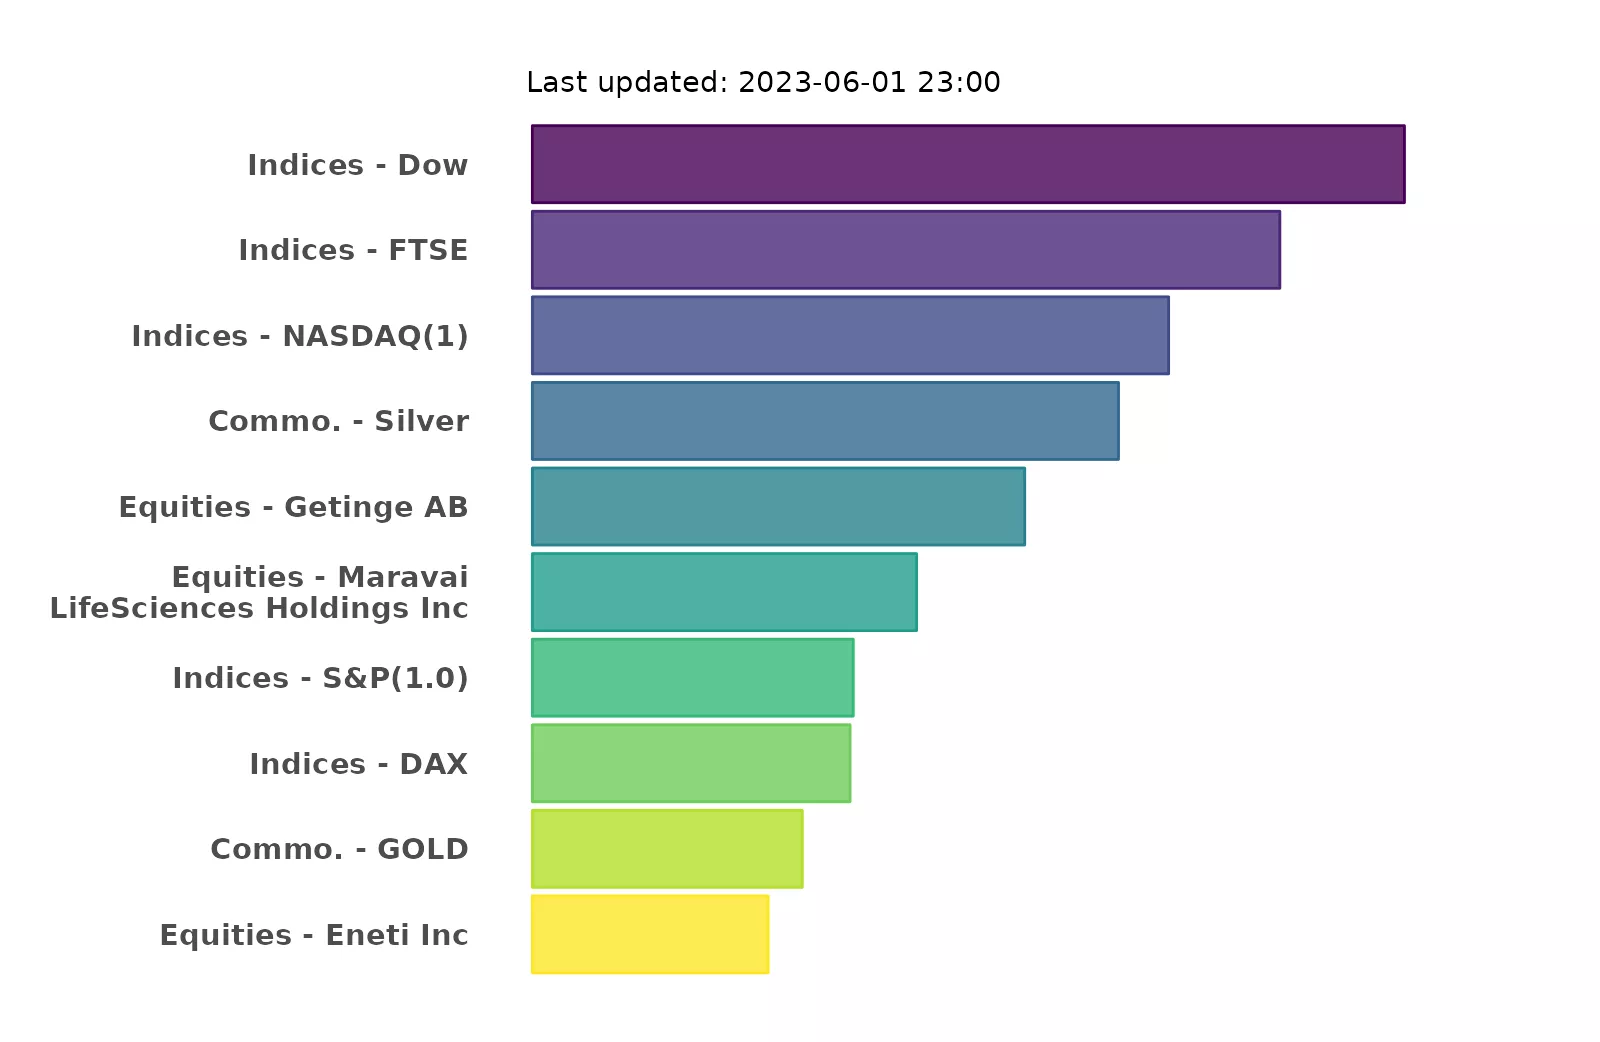 Last updated: 2023-06-01 23:00
Indices - Dow
Indices - FTSE
Indices - NASDAQ(1)
Commo. - Silver
Equities - Getinge AB
Equities - Maravai
LifeSciences Holdings Inc
Indices - S&P(1.0)
Indices - DAX
Commo. - GOLD
Equities - Eneti Inc